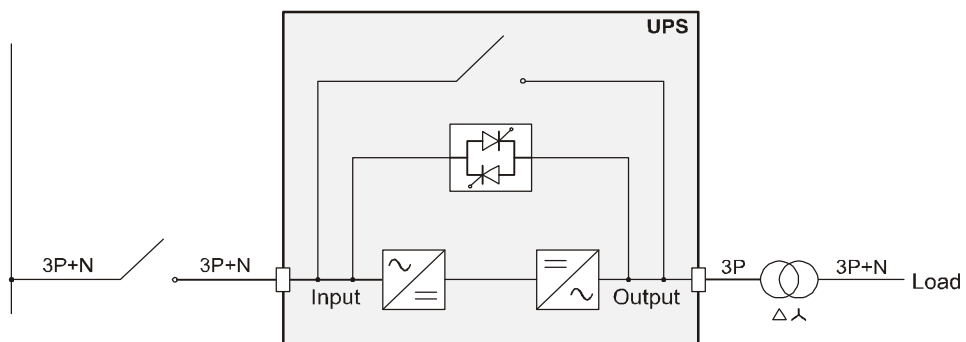 UPS
3P+N
3P+N
Input
Output
3P
3P+N
Load